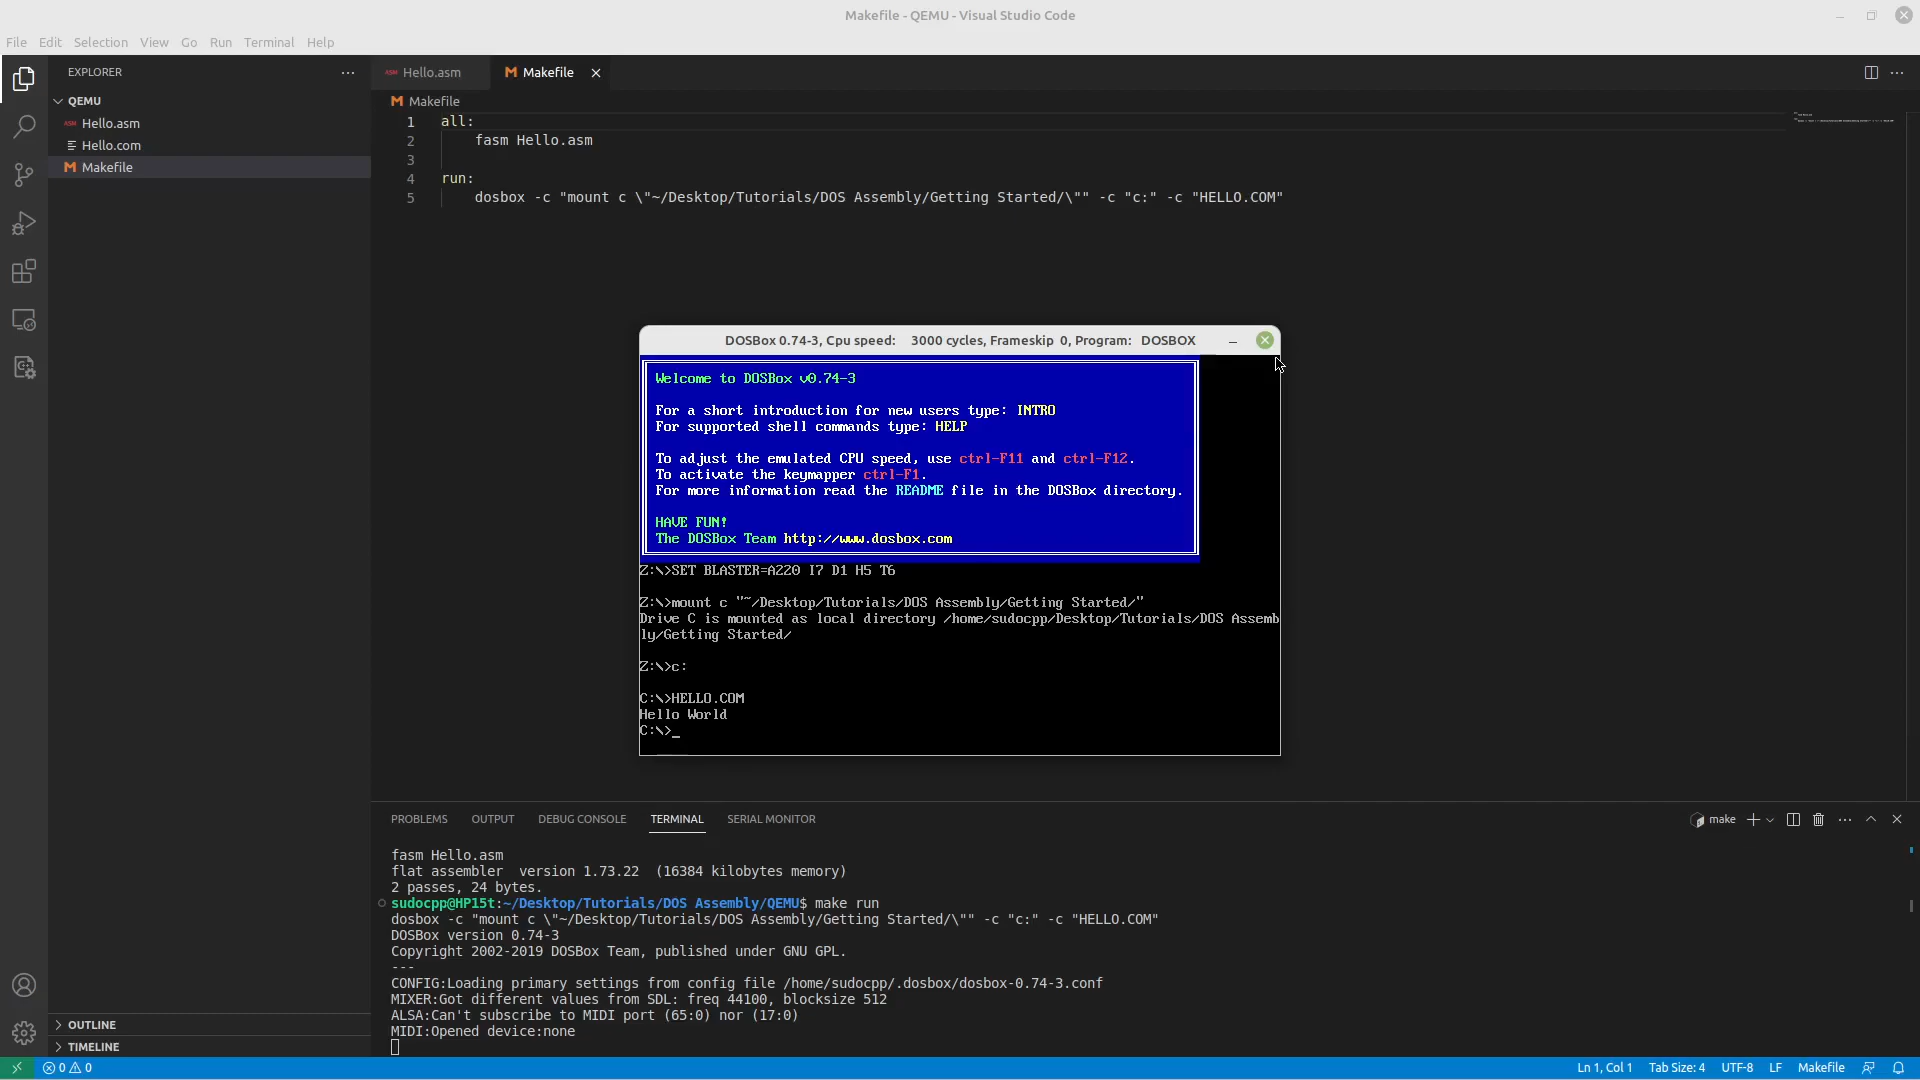 Makefile - QEMU - Visual Studio Code
File Edit Selection View Go Run Terminal Help
EXPLORER
Hello.asm
Makefile
QEMU
Hello.asm
Hello.com
Makefile
OUTLINE
TIMELINE
Makefile
1 all:
2 fasm Hello.asm
3
4 run:
5 dosbox -c "mount c \"~/Desktop/Tutorials/DOS Assembly/Getting Started/\"" -c "c:" -c "HELLO.COM"
DOSBox 0.74-3, Cpu speed: 3000 cycles, Frameskip 0, Program: DOSBOX
Welcome to DOSBox v0.74-3
For a short introduction for new users type: INTRO
For supported shell commands type: HELP
To adjust the emulated CPU speed, use ctrl-F11 and ctrl-F12.
To activate the keymapper ctrl-F1.
For more information read the README file in the DOSBox directory.
HAVE FUN!
The DOSBox Team http://www.dosbox.com
Z:\>SET BLASTER=A220 I7 D1 H5 T6
Z:\>mount c "~/Desktop/Tutorials/DOS Assembly/Getting Started/"
Drive C is mounted as local directory /home/sudocpp/Desktop/Tutorials/DOS Assemb
ly/Getting Started/
Z:\>c:
C:\>HELLO.COM
Hello World
C:\>_
PROBLEMS OUTPUT DEBUG CONSOLE TERMINAL SERIAL MONITOR
make
fasm Hello.asm
flat assembler  version 1.73.22  (16384 kilobytes memory)
2 passes, 24 bytes.
sudocpp@HP15t:~/Desktop/Tutorials/DOS Assembly/QEMU$ make run
dosbox -c "mount c \"~/Desktop/Tutorials/DOS Assembly/Getting Started/\"" -c "c:" -c "HELLO.COM"
DOSBox version 0.74-3
Copyright 2002-2019 DOSBox Team, published under GNU GPL.
---
CONFIG:Loading primary settings from config file /home/sudocpp/.dosbox/dosbox-0.74-3.conf
MIXER:Got different values from SDL: freq 44100, blocksize 512
ALSA:Can't subscribe to MIDI port (65:0) nor (17:0)
MIDI:Opened device:none
0 0
Ln 1, Col 1 Tab Size: 4 UTF-8 LF Makefile